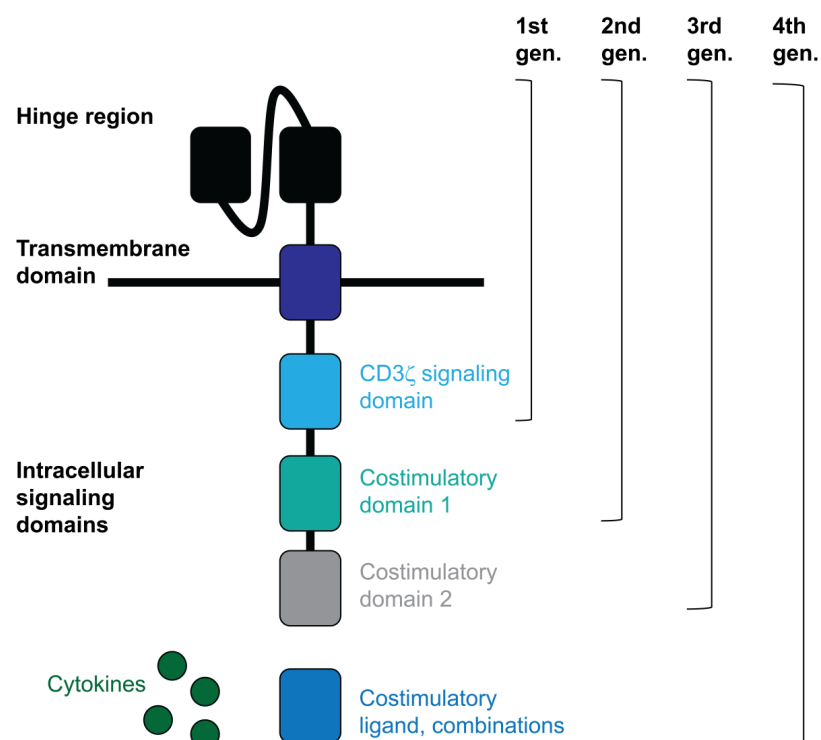 1st
gen.
2nd
gen.
3rd
gen.
4th
gen.
Hinge region
Transmembrane
domain
CD3ζ signaling
domain
Intracellular
signaling
domains
Costimulatory
domain 1
Costimulatory
domain 2
Cytokines
Costimulatory
ligand, combinations